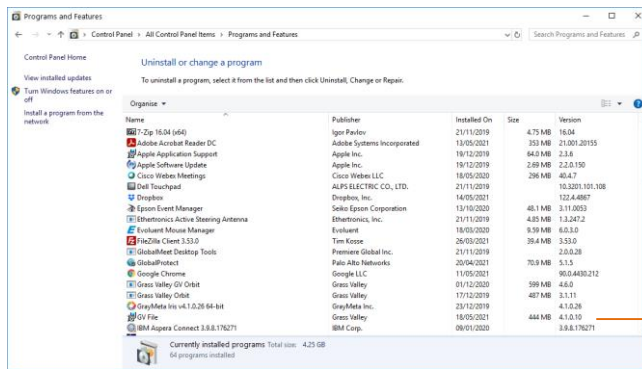 Programs and Features
Control Panel > All Control Panel Items > Programs and Features
Search Programs and Features
Control Panel Home
View installed updates
Turn Windows features on or off
Install a program from the network
Uninstall or change a program
To uninstall a program, select it from the list and then click Uninstall, Change or Repair.
Organise
Name Publisher Installed On Size Version
7-Zip 16.04 (x64) Igor Pavlov 21/11/2019 4.75 MB 16.04
Adobe Acrobat Reader DC Adobe Systems Incorporated 13/05/2021 353 MB 21.001.20155
Apple Application Support Apple Inc. 19/12/2019 64.0 MB 2.3.6
Apple Software Update Apple Inc. 19/12/2019 2.69 MB 2.2.0.150
Cisco Webex Meetings Cisco Webex LLC 18/05/2020 296 MB 40.4.7
Dell Touchpad ALPS ELECTRIC CO., LTD. 21/11/2019 10.3201.101.108
Dropbox Dropbox, Inc. 14/05/2021 122.4.4867
Epson Event Manager Seiko Epson Corporation 13/10/2020 48.1 MB 3.11.0053
Ethertronics Active Steering Antenna Ethertronics, Inc. 21/11/2019 4.85 MB 1.3.247.2
Evoluent Mouse Manager Evoluent 18/03/2020 9.59 MB 6.0.3.0
FileZilla Client 3.53.0 Tim Kosse 26/03/2021 39.4 MB 3.53.0
GlobalMeet Desktop Tools Premiere Global Inc. 21/11/2019 2.0.0.28
GlobalProtect Palo Alto Networks 20/04/2021 70.9 MB 5.1.5
Google Chrome Google LLC 11/05/2021 90.0.4430.212
Grass Valley GV Orbit Grass Valley 01/12/2020 599 MB 4.6.0
Grass Valley Orbit Grass Valley 17/12/2019 487 MB 3.1.11
GrayMeta Iris v4.1.0.26 64-bit GrayMeta Inc. 23/12/2019 4.1.0.26
GV File Grass Valley 18/05/2021 444 MB 4.1.0.10
IBM Aspera Connect 3.9.8.176271 IBM Corp. 09/01/2020 3.9.8.176271
Currently installed programs Total size: 4.25 GB
64 programs installed